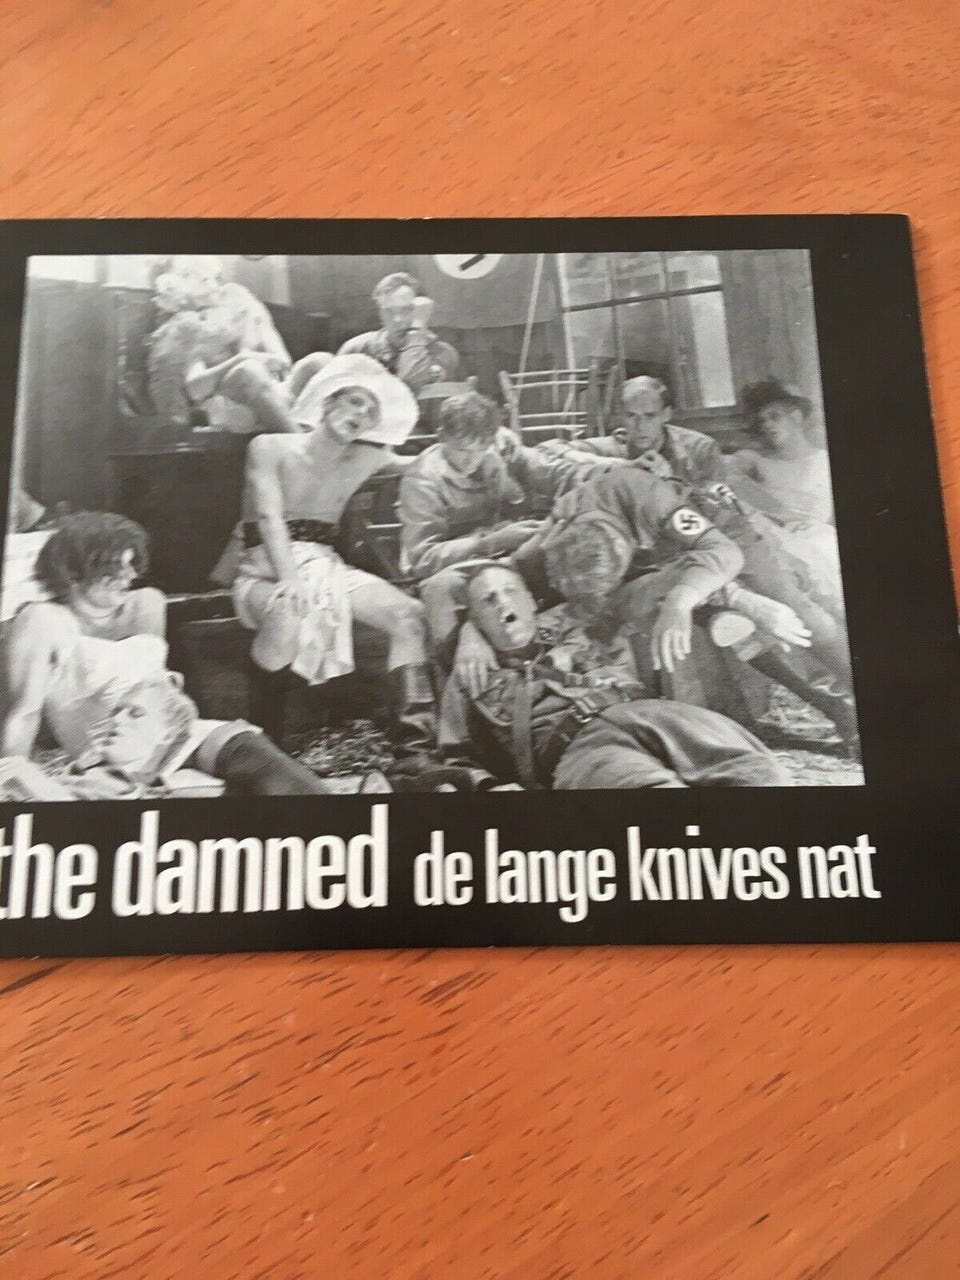 the damned de lange knives nat